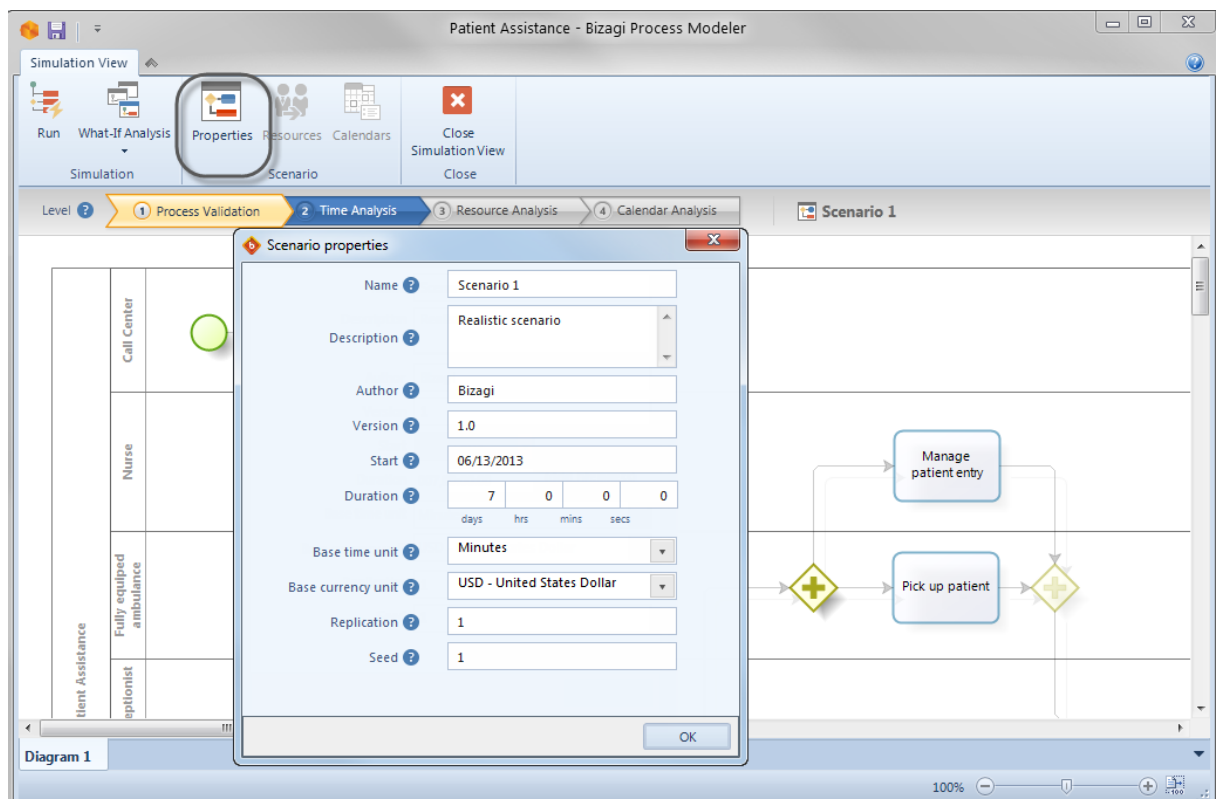 Patient Assistance - Bizagi Process Modeler
Simulation View
Run
What-If Analysis
Properties
Resources
Calendars
Close
Simulation View
Simulation
Scenario
Close
Level ?
1 Process Validation
2 Time Analysis
3 Resource Analysis
4 Calendar Analysis
Scenario 1
Scenario properties
Name ?
Scenario 1
Description ?
Realistic scenario
Author ?
Bizagi
Version ?
1.0
Start ?
06/13/2013
Duration ?
7 0 0 0
days hrs mins secs
Base time unit ?
Minutes
Base currency unit ?
USD - United States Dollar
Replication ?
1
Seed ?
1
OK
Call Center
Nurse
Fully equiped
ambulance
eptionist
tient Assistance
Manage
patient entry
Pick up patient
Diagram 1
100%